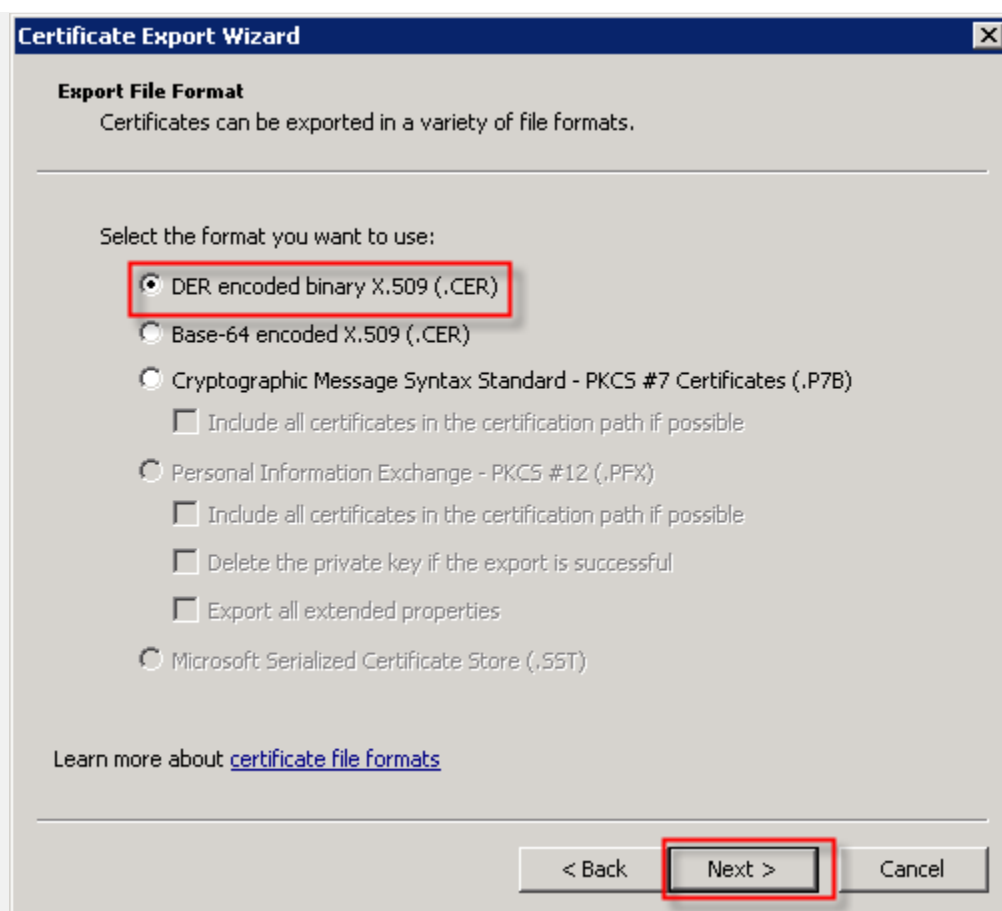 Certificate Export Wizard
Export File Format
Certificates can be exported in a variety of file formats.
Select the format you want to use:
DER encoded binary X.509 (.CER)
Base-64 encoded X.509 (.CER)
Cryptographic Message Syntax Standard - PKCS #7 Certificates (.P7B)
Include all certificates in the certification path if possible
Personal Information Exchange - PKCS #12 (.PFX)
Include all certificates in the certification path if possible
Delete the private key if the export is successful
Export all extended properties
Microsoft Serialized Certificate Store (.SST)
Learn more about certificate file formats
< Back Next > Cancel